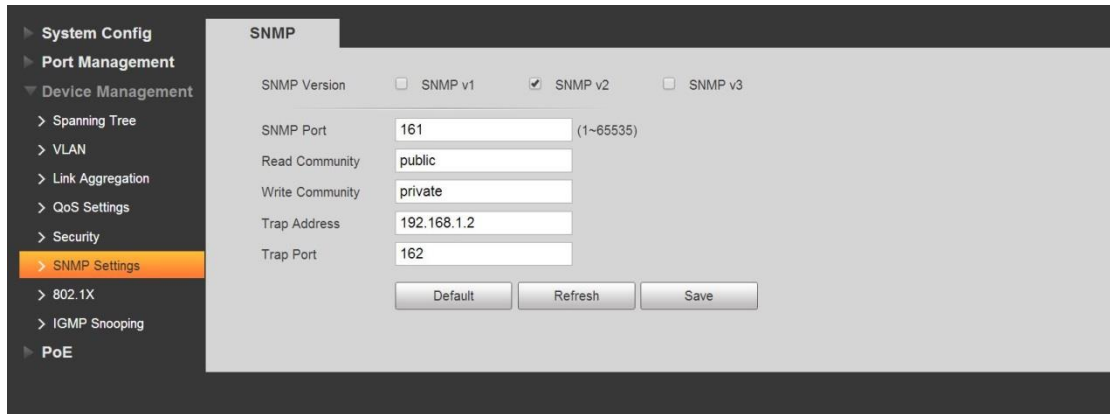 System Config
Port Management
Device Management
Spanning Tree
VLAN
Link Aggregation
QoS Settings
Security
SNMP Settings
802.1X
IGMP Snooping
PoE
SNMP
SNMP Version SNMP v1 SNMP v2 SNMP v3
SNMP Port 161 (1~65535)
Read Community public
Write Community private
Trap Address 192.168.1.2
Trap Port 162
Default Refresh Save